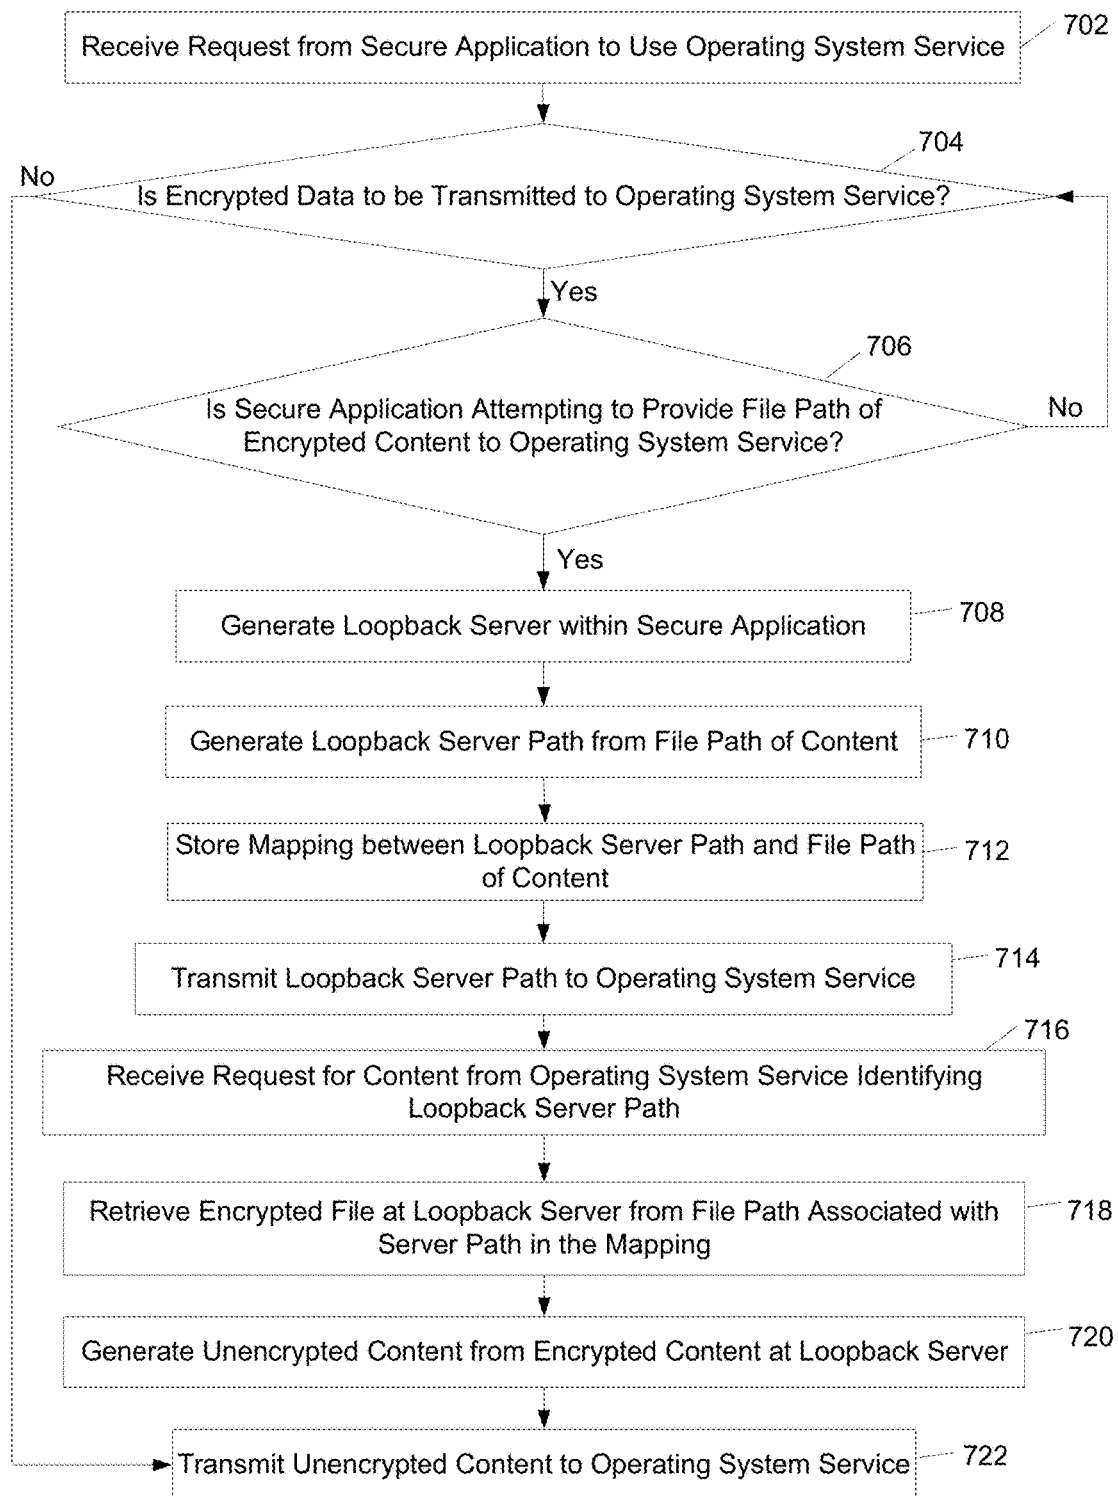 Receive Request from Secure Application to Use Operating System Service
702
704
No
Is Encrypted Data to be Transmitted to Operating System Service?
Yes
706
Is Secure Application Attempting to Provide File Path of
Encrypted Content to Operating System Service?
No
Yes
Generate Loopback Server within Secure Application
708
Generate Loopback Server Path from File Path of Content
710
Store Mapping between Loopback Server Path and File Path
of Content
712
Transmit Loopback Server Path to Operating System Service
714
716
Receive Request for Content from Operating System Service Identifying
Loopback Server Path
Retrieve Encrypted File at Loopback Server from File Path Associated with
Server Path in the Mapping
718
Generate Unencrypted Content from Encrypted Content at Loopback Server
720
Transmit Unencrypted Content to Operating System Service
722